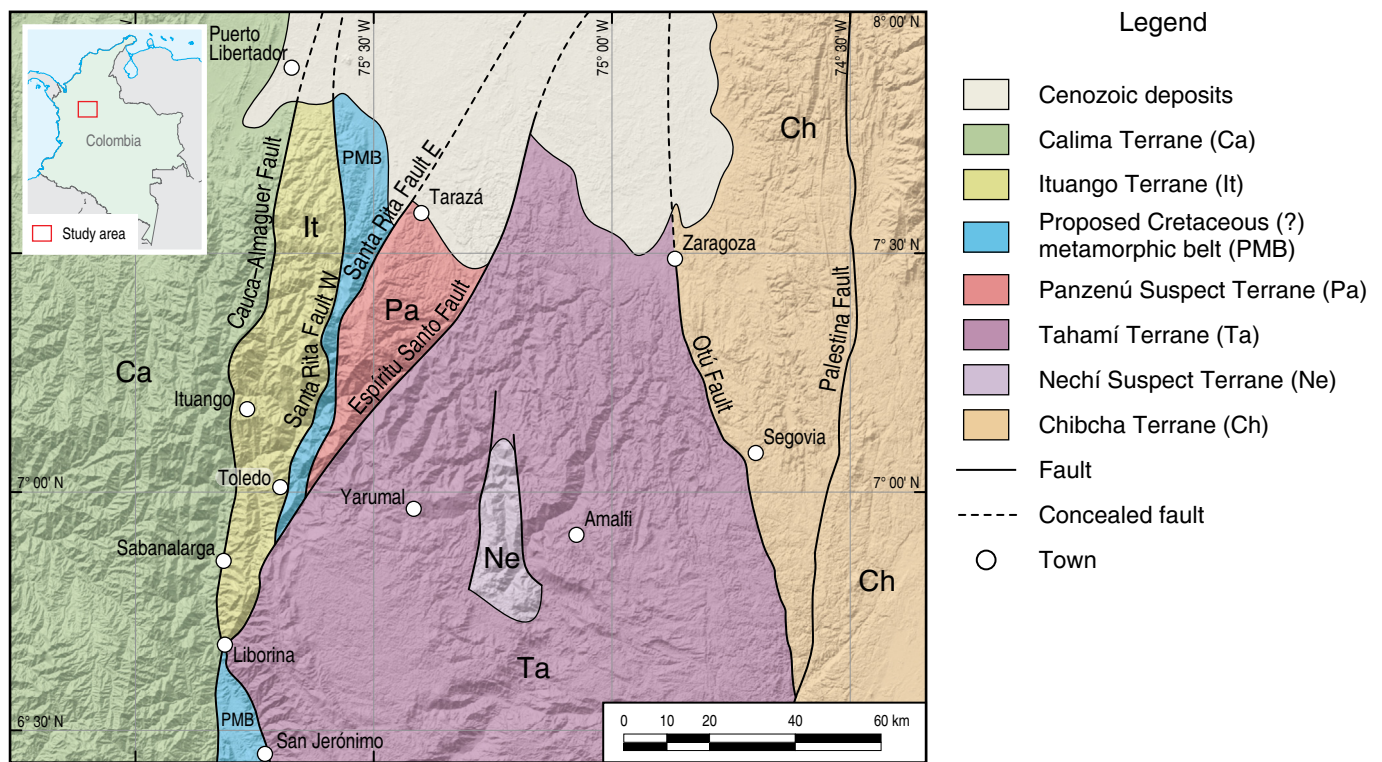 Puerto
Libertador
75° 30' W
75° 00' W
74° 30' W
8° 00' N
Colombia
Study area
Cauca–Almaguer Fault
It
PMB
Santa Rita Fault E
Tarazá
Ch
Zaragoza
7° 30' N
7° 30' N
Santa Rita Fault W
Pa
Espíritu Santo Fault
Otú Fault
Palestina Fault
Ca
Ituango
Segovia
Toledo
7° 00' N
7° 00' N
Yarumal
Amalfi
Sabanalarga
Ne
Ch
Liborina
Ta
6° 30' N
PMB
San Jerónimo
0 10 20 40 60 km
Legend
Cenozoic deposits
Calima Terrane (Ca)
Ituango Terrane (It)
Proposed Cretaceous (?)
metamorphic belt (PMB)
Panzenú Suspect Terrane (Pa)
Tahamí Terrane (Ta)
Nechí Suspect Terrane (Ne)
Chibcha Terrane (Ch)
Fault
Concealed fault
Town